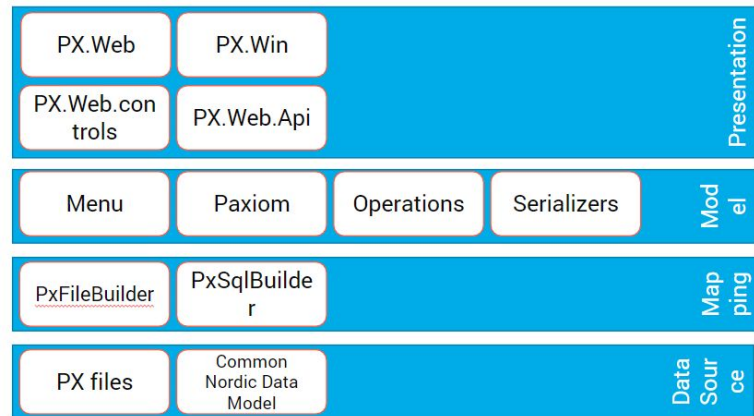 PX.Web
PX.Win
PX.Web.con
trols
PX.Web.Api
Presentation
Menu
Paxiom
Operations
Serializers
Mod
el
PxFileBuilder
PxSqlBuilde
r
Map
ping
PX files
Common
Nordic Data
Model
Data
Sour
ce